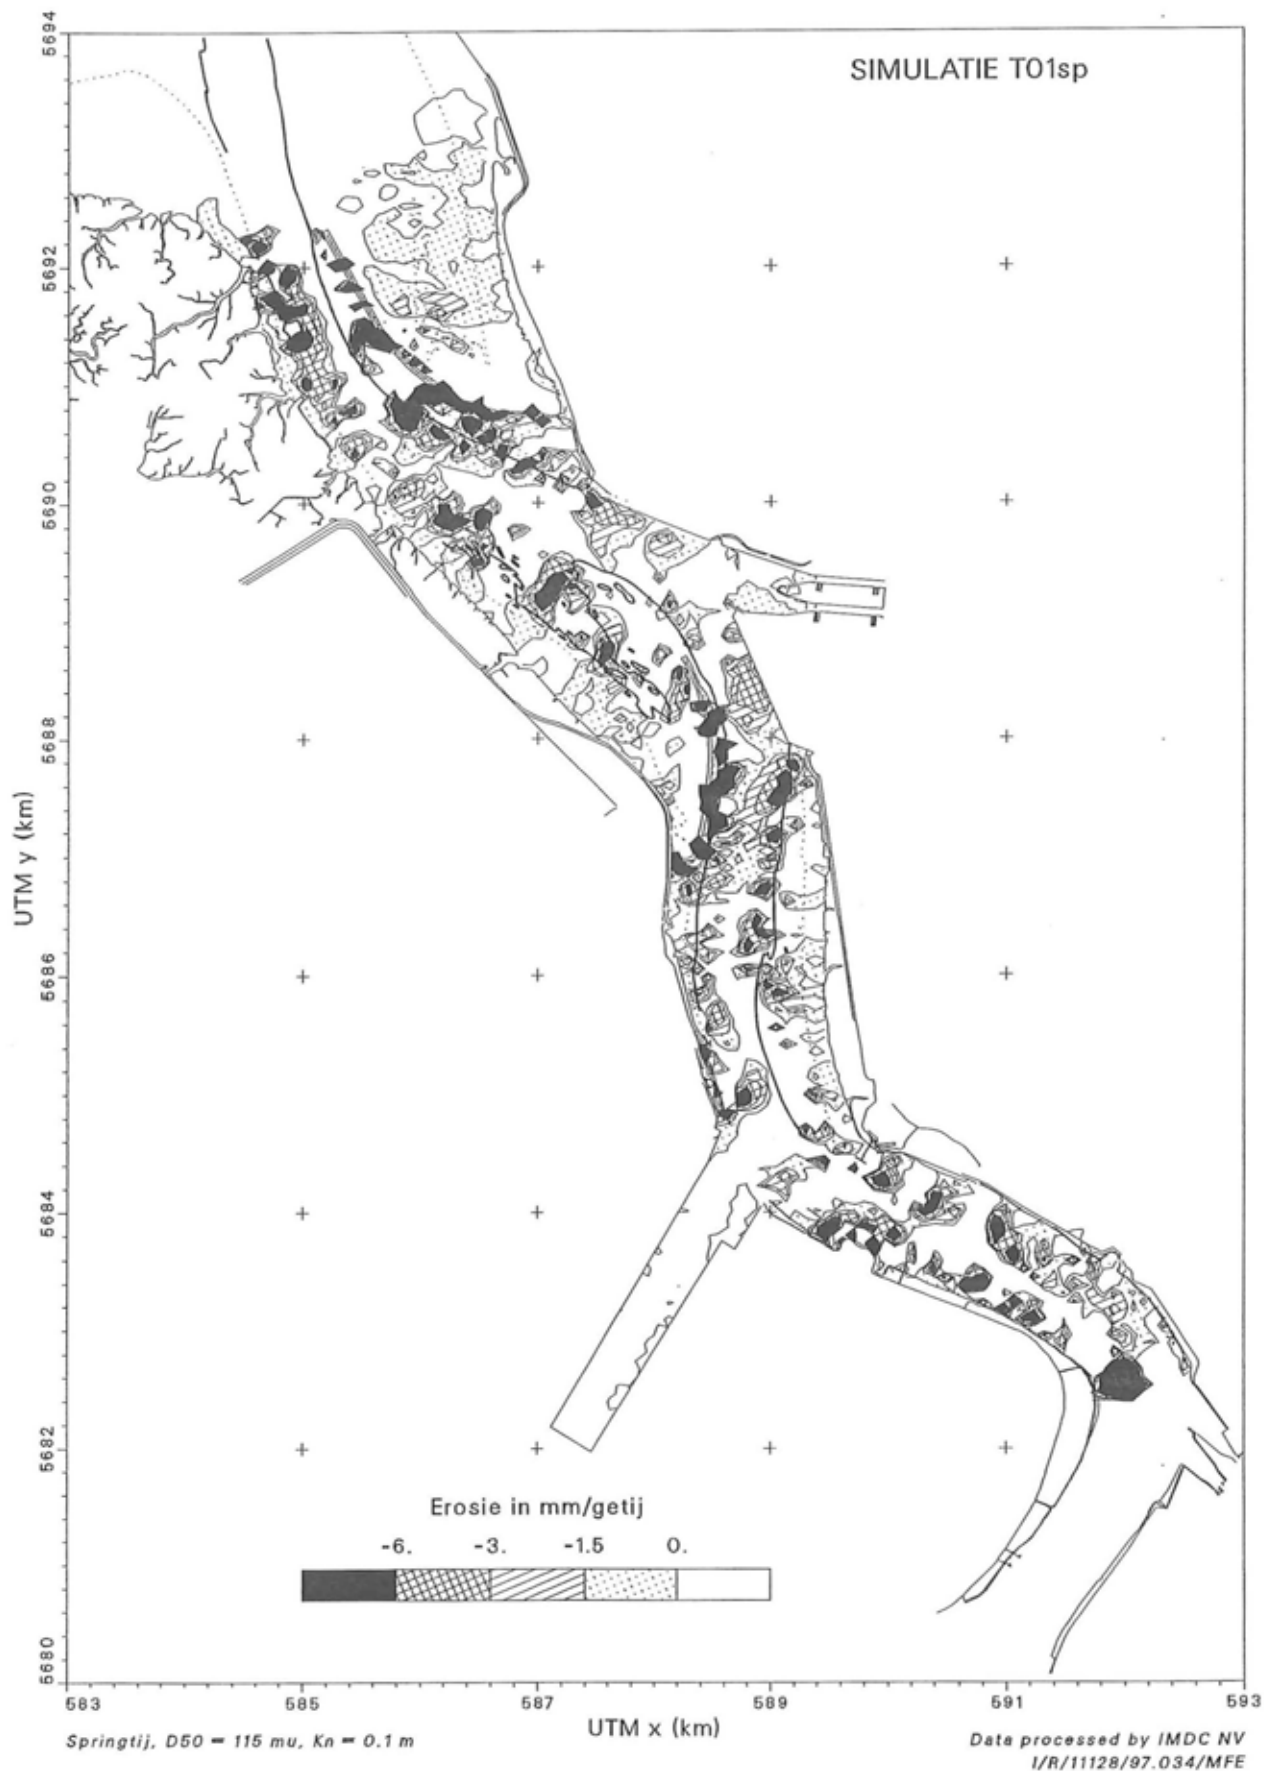 SIMULATIE T01sp
5694
5692
5690
5688
5686
5684
5682
5680
UTM y (km)
Erosie in mm/getij
-6. -3. -1.5 0.
583 585 587 589 591 593
UTM x (km)
Springtij, D50 = 115 mu, Kn = 0.1 m
Data processed by IMDC NV
I/R/11128/97.034/MFE